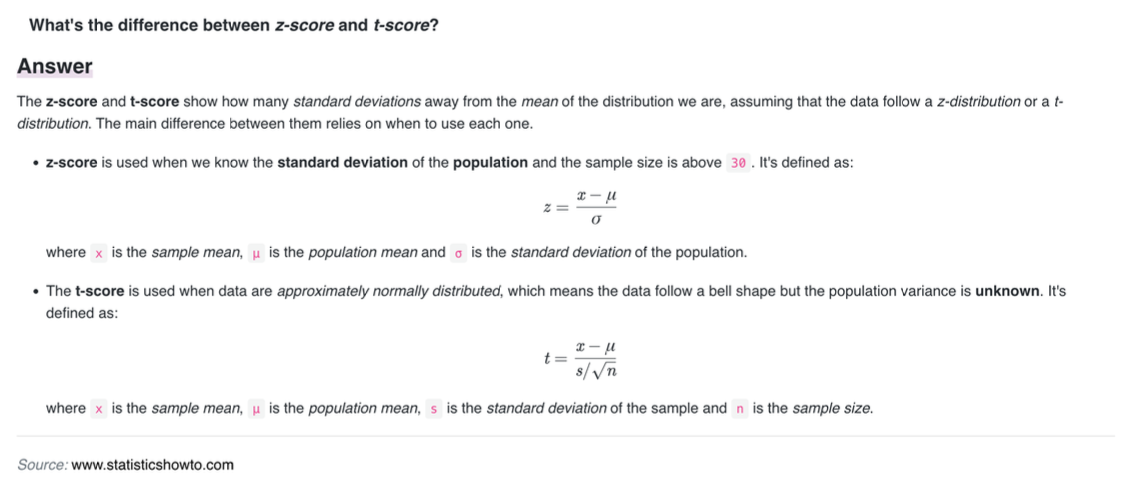 What's the difference between z-score and t-score?
Answer
The z-score and t-score show how many standard deviations away from the mean of the distribution we are, assuming that the data follow a z-distribution or a t-
distribution. The main difference between them relies on when to use each one.
• z-score is used when we know the standard deviation of the population and the sample size is above 30 . It's defined as:
z = (x − μ) / σ
where x is the sample mean, μ is the population mean and σ is the standard deviation of the population.
• The t-score is used when data are approximately normally distributed, which means the data follow a bell shape but the population variance is unknown. It's
defined as:
t = (x − μ) / (s/√n)
where x is the sample mean, μ is the population mean, s is the standard deviation of the sample and n is the sample size.
Source: www.statisticshowto.com